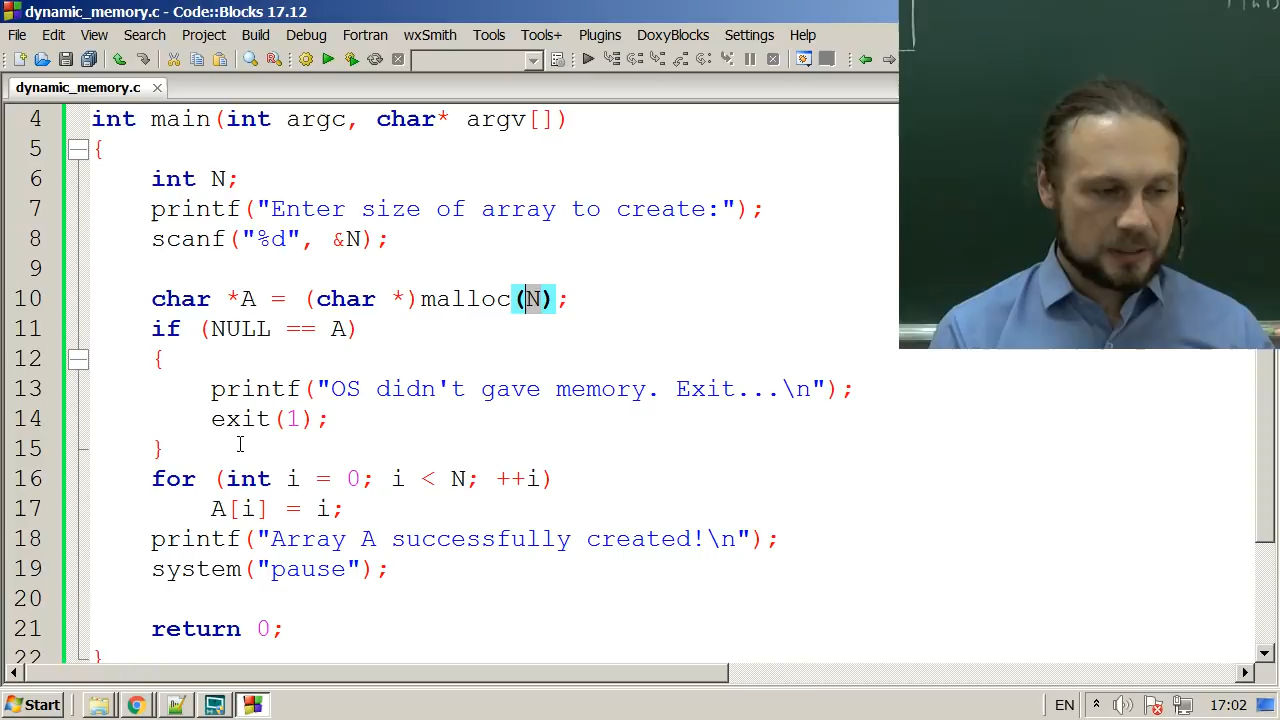 dynamic_memory.c - Code::Blocks 17.12
File Edit View Search Project Build Debug Fortran wxSmith Tools Tools+ Plugins DoxyBlocks Settings Help
dynamic_memory.c
4 int main(int argc, char* argv[])
5 {
6 int N;
7 printf("Enter size of array to create:");
8 scanf("%d", &N);
9
10 char *A = (char *)malloc(N);
11 if (NULL == A)
12 {
13 printf("OS didn't gave memory. Exit...\n");
14 exit(1);
15 }
16 for (int i = 0; i < N; ++i)
17 A[i] = i;
18 printf("Array A successfully created!\n");
19 system("pause");
20
21 return 0;
22 }
Start EN 17:02